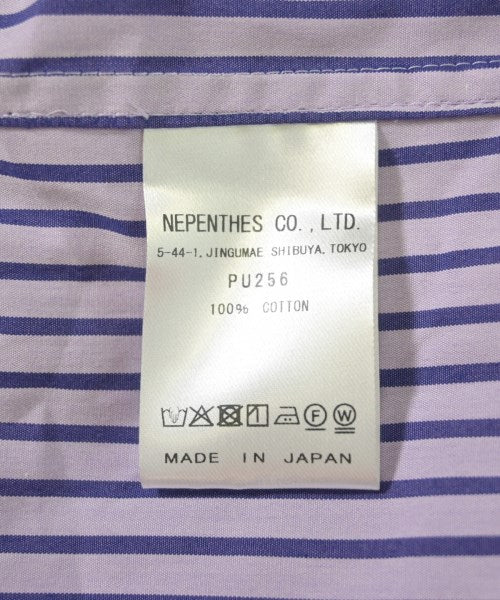 NEPENTHES CO.,LTD.
5-44-1, JINGUMAE SHIBUYA, TOKYO
PU256
100% COTTON
F W
MADE IN JAPAN